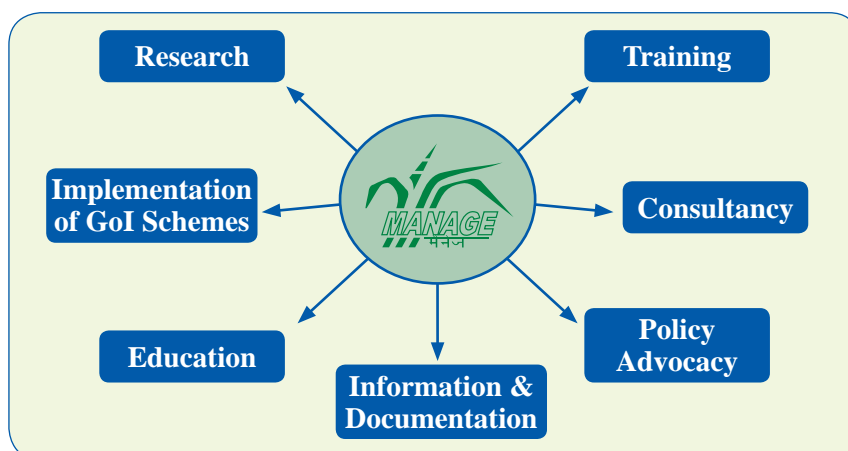 Research
Training
Implementation
of GoI Schemes
MANAGE
मैनेज
Consultancy
Education
Policy
Advocacy
Information &
Documentation